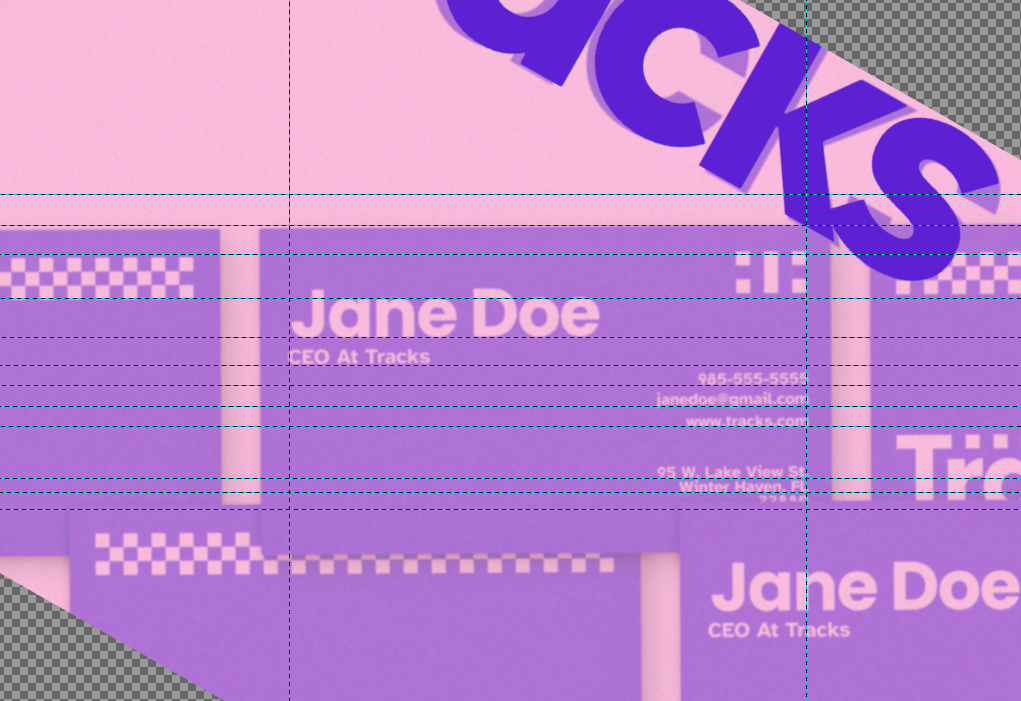 acks
Jane Doe
CEO At Tracks
985-555-5555
janedoe@gmail.com
www.tracks.com
95 W. Lake View St
Winter Haven, FL
Jane Doe
CEO At Tracks